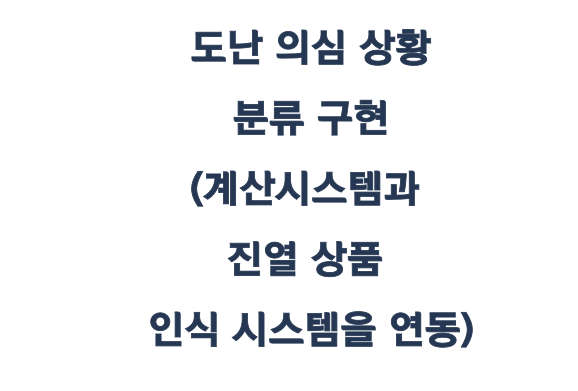 도난 의심 상황
분류 구현
(계산시스템과
진열 상품
인식 시스템을 연동)